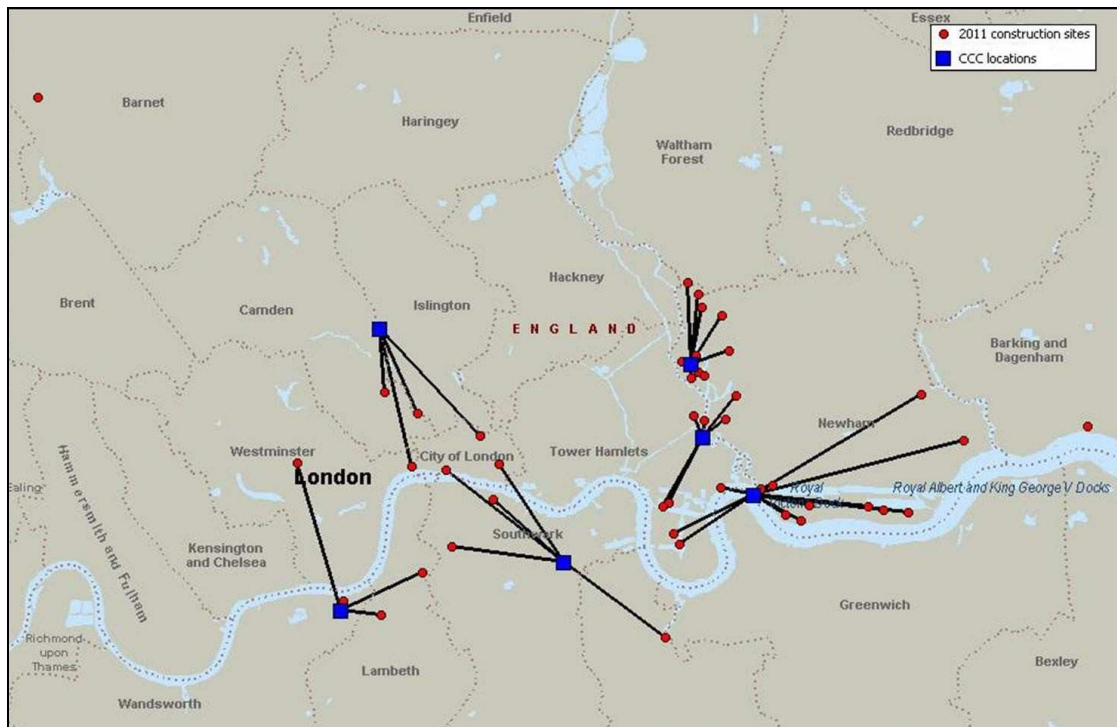 Enfield
Essex
2011 construction sites
CCC locations
Barnet
Haringey
Redbridge
Waltham
Forest
Hackney
Brent
Camden
Islington
ENGLAND
Barking and
Dagenham
Newham
Westminster
City of London
Tower Hamlets
London
Ealing
Hammersmith and Fulham
Royal
Royal Albert and King George V Docks
Southwark
Kensington
and Chelsea
Greenwich
Richmond-
upon
Thames
Lambeth
Bexley
Wandsworth